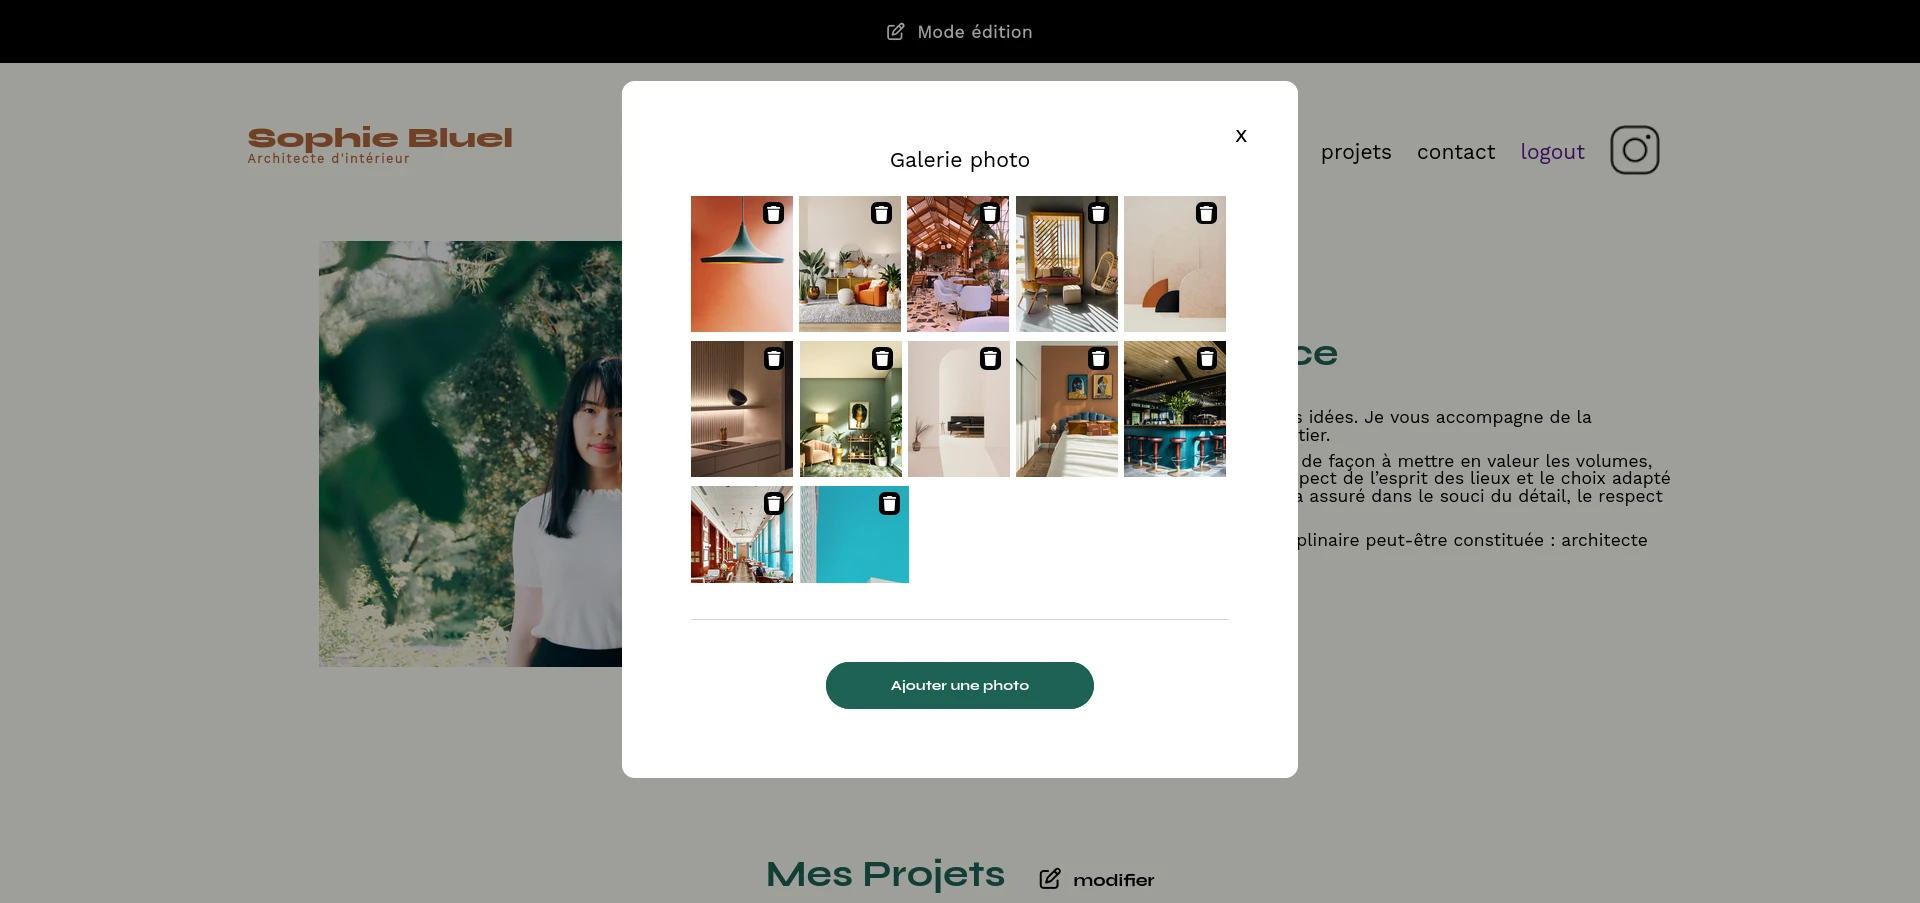 Mode édition
Sophie Bluel
Architecte d'intérieur
projets
contact
logout
x
Galerie photo
ce
idées. Je vous accompagne de la
tier.
de façon à mettre en valeur les volumes,
pect de l’esprit des lieux et le choix adapté
assuré dans le souci du détail, le respect
plinaire peut-être constituée : architecte
Ajouter une photo
Mes Projets
modifier